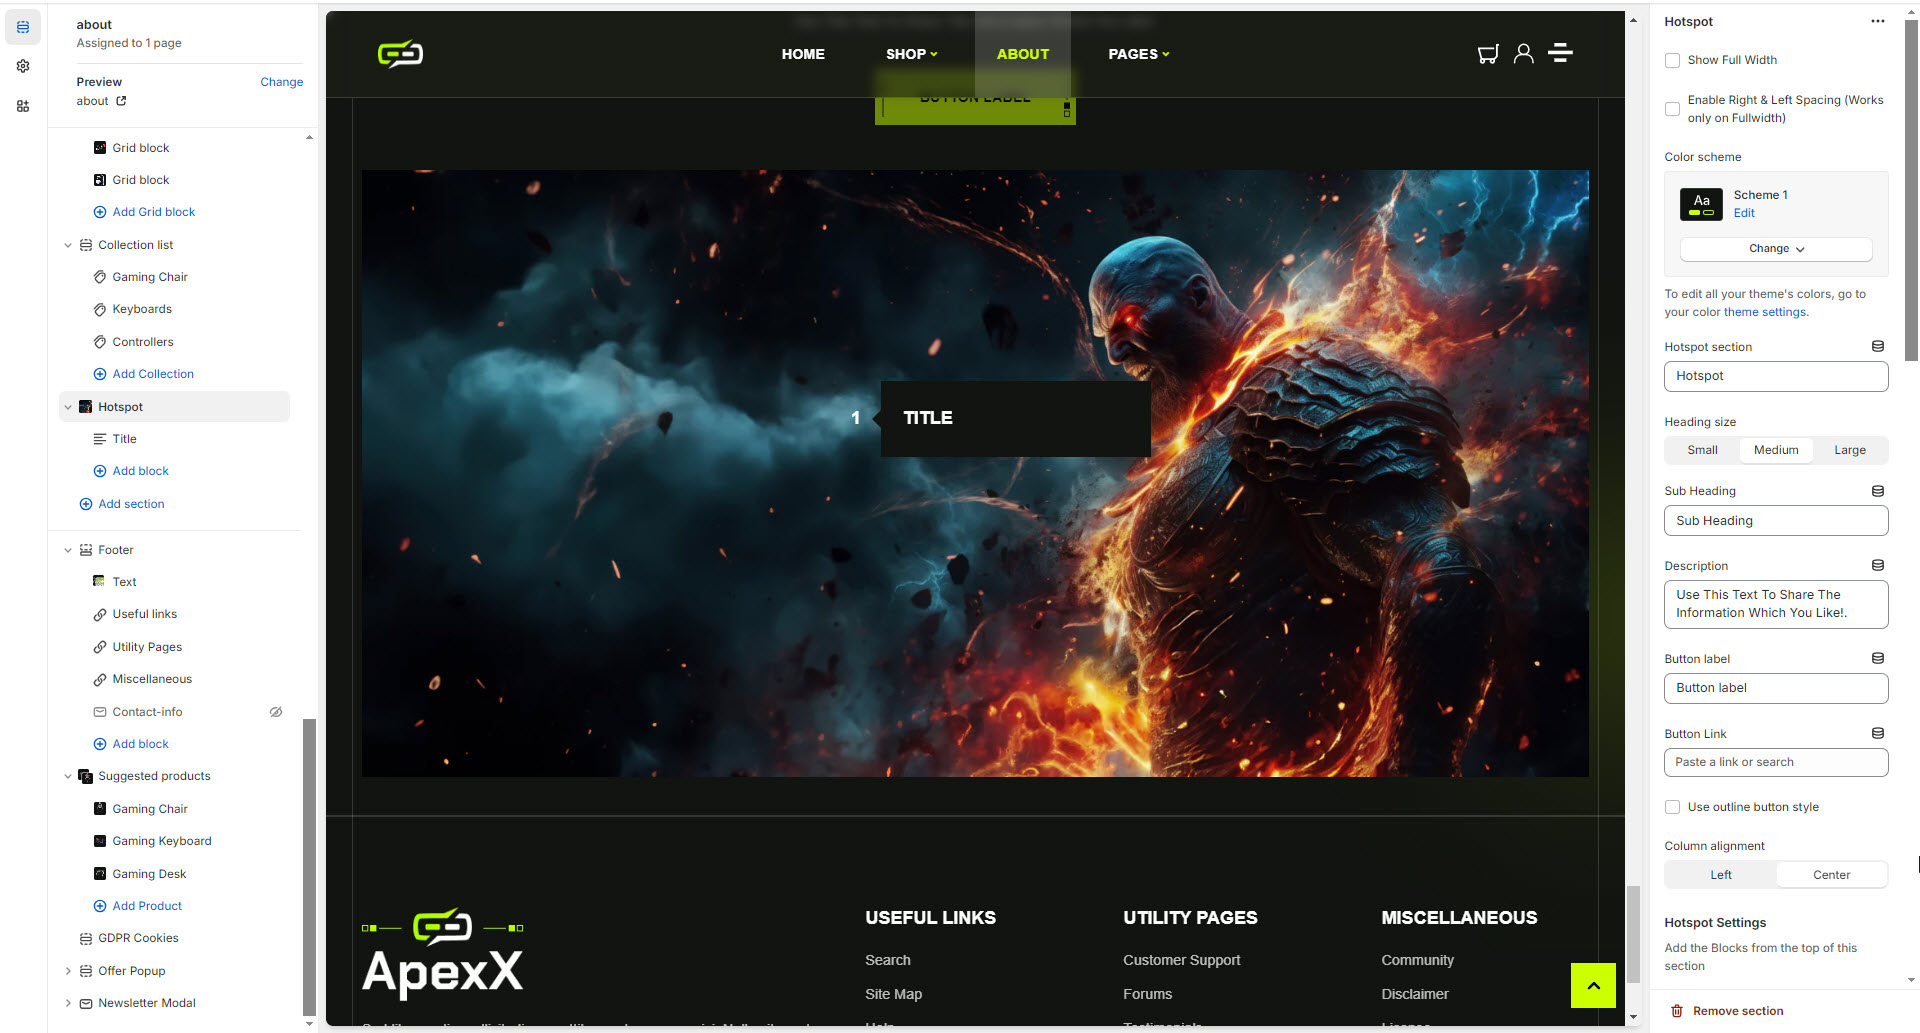 about
Assigned to 1 page
Preview
Change
about
Grid block
Grid block
Add Grid block
Collection list
Gaming Chair
Keyboards
Controllers
Add Collection
Hotspot
Title
Add block
Add section
Footer
Text
Useful links
Utility Pages
Miscellaneous
Contact-info
Add block
Suggested products
Gaming Chair
Gaming Keyboard
Gaming Desk
Add Product
GDPR Cookies
Offer Popup
Newsletter Modal
HOME
SHOP
ABOUT
PAGES
BUTTON LABEL
1
TITLE
ApexX
USEFUL LINKS
Search
Site Map
Help
UTILITY PAGES
Customer Support
Forums
Testimonials
MISCELLANEOUS
Community
Disclaimer
License
Hotspot
Show Full Width
Enable Right & Left Spacing (Works
only on Fullwidth)
Color scheme
Aa
Scheme 1
Edit
Change
To edit all your theme's colors, go to
your color theme settings.
Hotspot section
Hotspot
Heading size
Small
Medium
Large
Sub Heading
Sub Heading
Description
Use This Text To Share The
Information Which You Like!.
Button label
Button label
Button Link
Paste a link or search
Use outline button style
Column alignment
Left
Center
Hotspot Settings
Add the Blocks from the top of this
section
Remove section